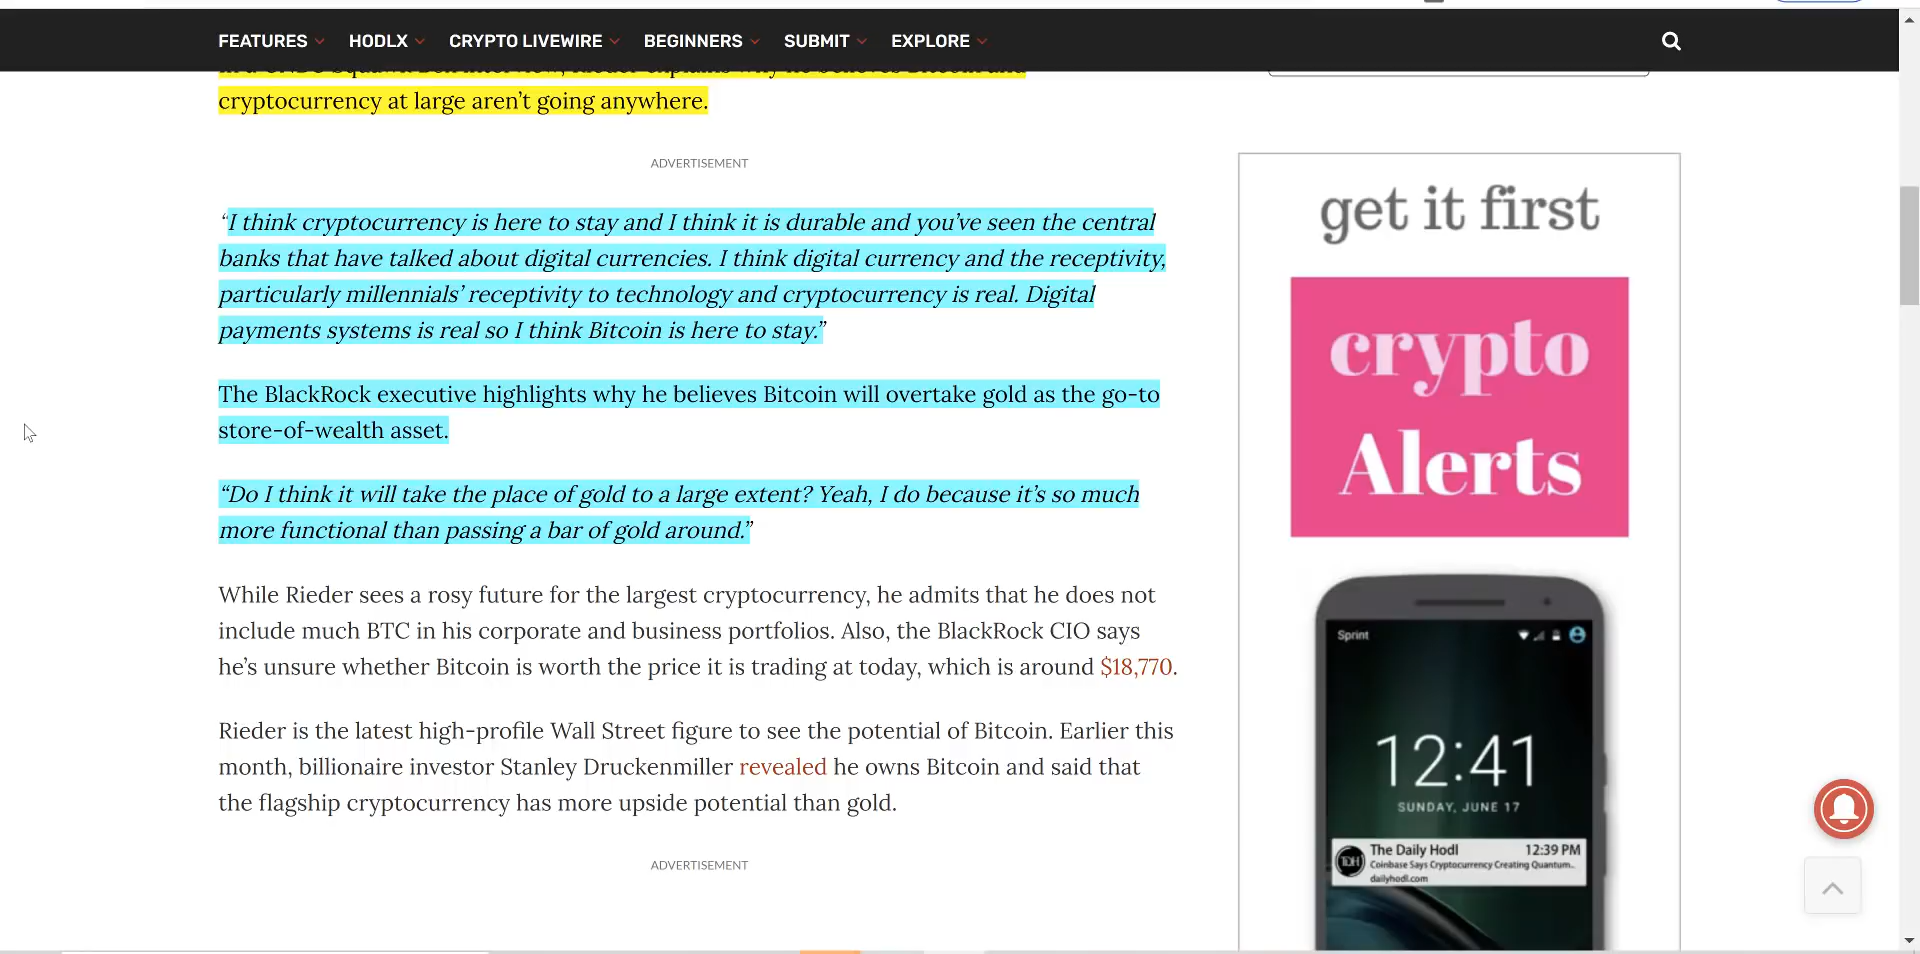 FEATURES HODLX CRYPTO LIVEWIRE BEGINNERS SUBMIT EXPLORE
cryptocurrency at large aren’t going anywhere.
ADVERTISEMENT
“I think cryptocurrency is here to stay and I think it is durable and you’ve seen the central
banks that have talked about digital currencies. I think digital currency and the receptivity,
particularly millennials’ receptivity to technology and cryptocurrency is real. Digital
payments systems is real so I think Bitcoin is here to stay.”
The BlackRock executive highlights why he believes Bitcoin will overtake gold as the go-to
store-of-wealth asset.
“Do I think it will take the place of gold to a large extent? Yeah, I do because it’s so much
more functional than passing a bar of gold around.”
While Rieder sees a rosy future for the largest cryptocurrency, he admits that he does not
include much BTC in his corporate and business portfolios. Also, the BlackRock CIO says
he’s unsure whether Bitcoin is worth the price it is trading at today, which is around $18,770.
Rieder is the latest high-profile Wall Street figure to see the potential of Bitcoin. Earlier this
month, billionaire investor Stanley Druckenmiller revealed he owns Bitcoin and said that
the flagship cryptocurrency has more upside potential than gold.
ADVERTISEMENT
get it first
crypto
Alerts
Sprint
12:41
SUNDAY, JUNE 17
TDH
The Daily Hodl 12:39 PM
Coinbase Says Cryptocurrency Creating Quantum..
dailyhodl.com